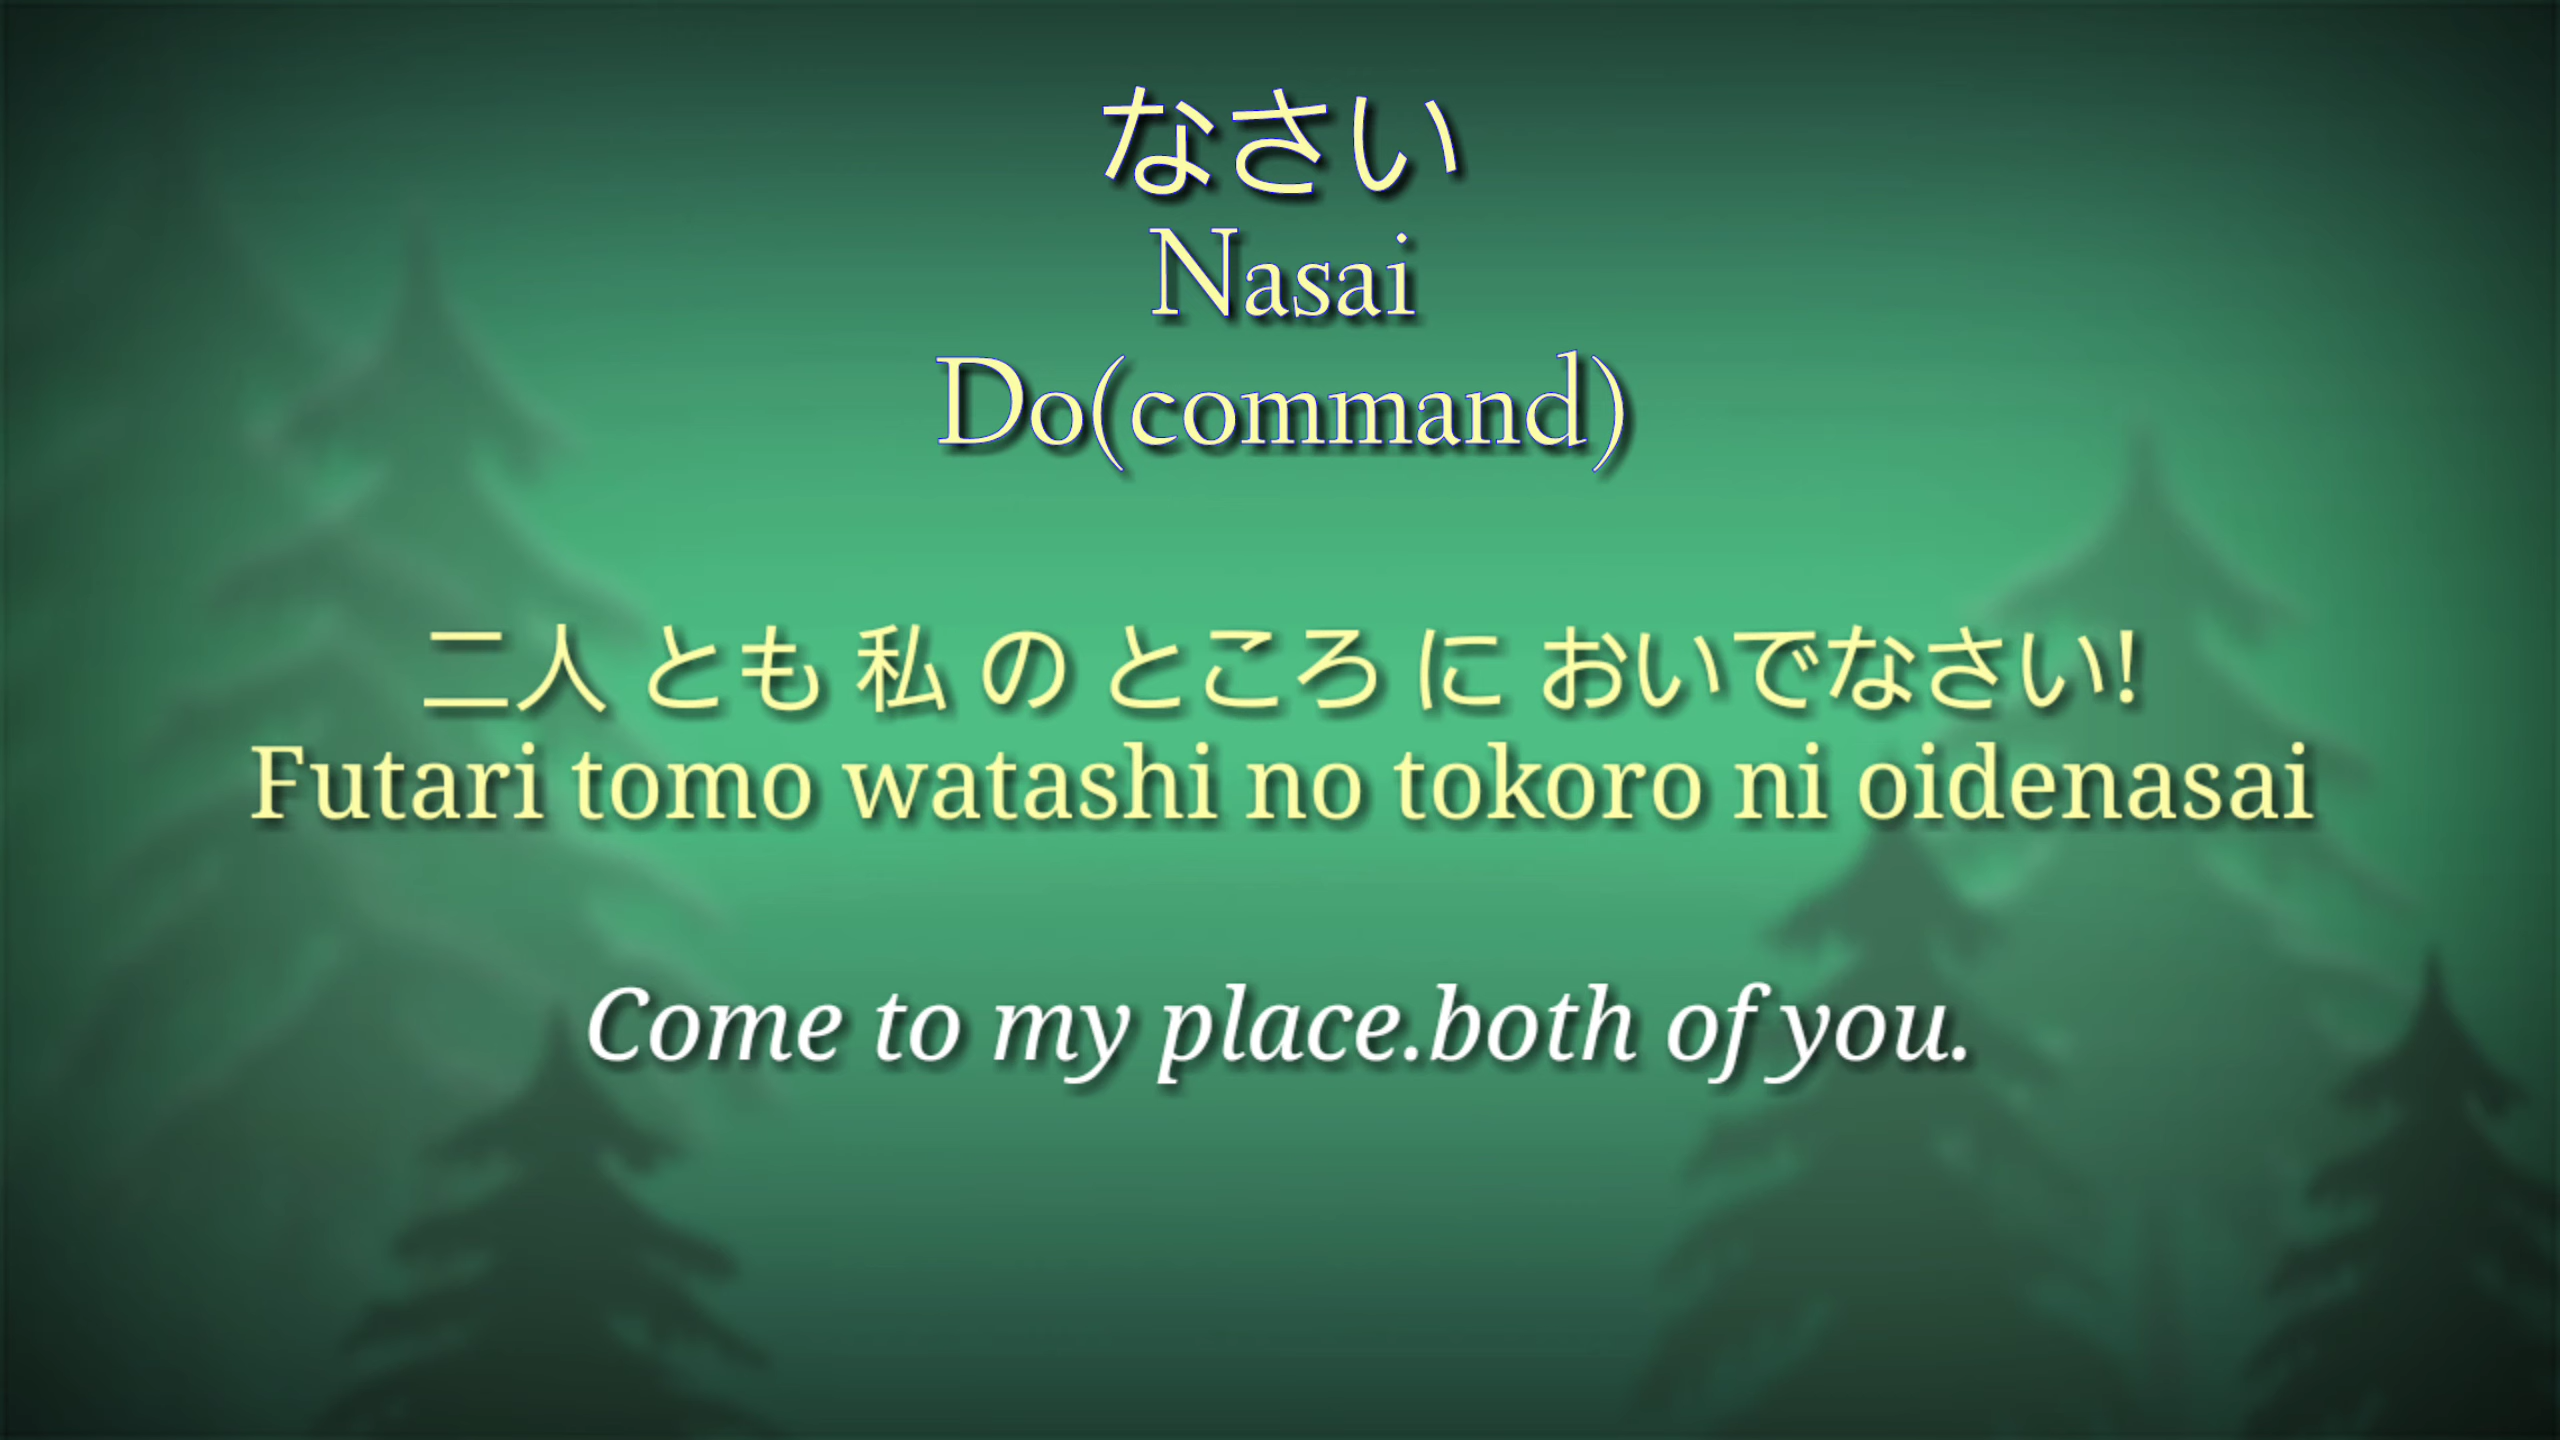 なさい
Nasai
Do(command)
二人 とも 私 の ところ に おいでなさい!
Futari tomo watashi no tokoro ni oidenasai
Come to my place.both of you.